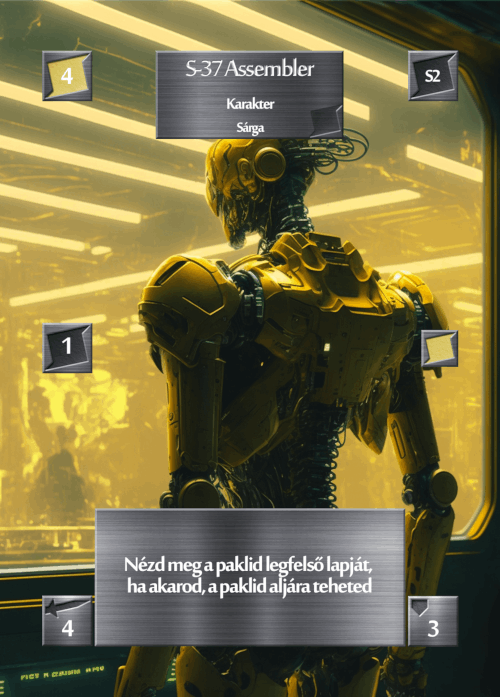 4
S-37 Assembler
S2
Karakter
Sárga
1
Nézd meg a paklid legfelső lapját,
ha akarod, a paklid aljára teheted
4
3